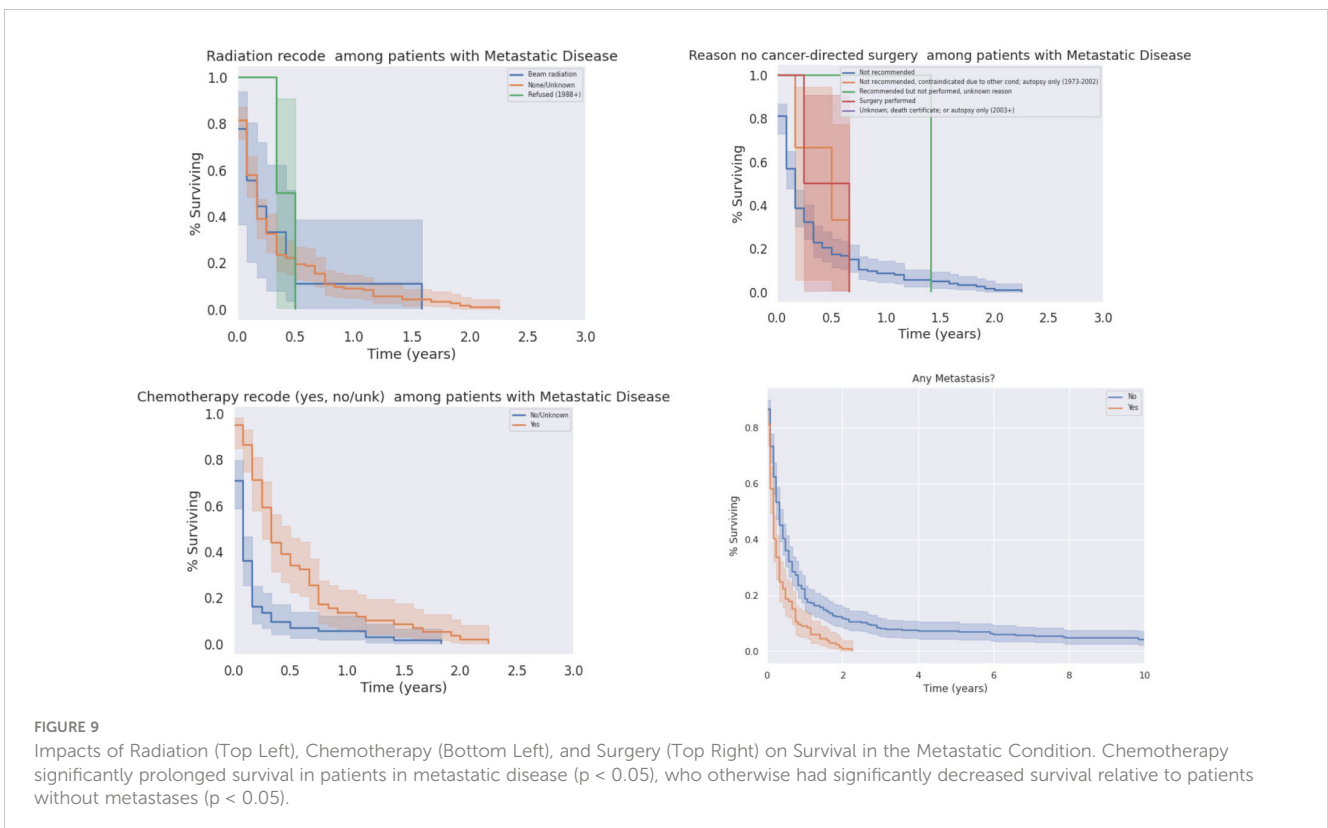 Radiation recode among patients with Metastatic Disease
Beam radiation
None/Unknown
Refused (1988+)
% Surviving
1.0
0.8
0.6
0.4
0.2
0.0
0.0 0.5 1.0 1.5 2.0 2.5 3.0
Time (years)
Reason no cancer-directed surgery among patients with Metastatic Disease
Not recommended
Not recommended, contraindicated due to other cond; autopsy only (1973-2002)
Recommended but not performed, unknown reason
Surgery performed
Unknown; death certificate; or autopsy only (2003+)
% Surviving
1.0
0.8
0.6
0.4
0.2
0.0
0.0 0.5 1.0 1.5 2.0 2.5 3.0
Time (years)
Chemotherapy recode (yes, no/unk) among patients with Metastatic Disease
No/Unknown
Yes
% Surviving
1.0
0.8
0.6
0.4
0.2
0.0
0.0 0.5 1.0 1.5 2.0 2.5 3.0
Time (years)
Any Metastasis?
No
Yes
% Surviving
0.8
0.6
0.4
0.2
0.0
0 2 4 6 8 10
Time (years)
FIGURE 9
Impacts of Radiation (Top Left), Chemotherapy (Bottom Left), and Surgery (Top Right) on Survival in the Metastatic Condition. Chemotherapy
significantly prolonged survival in patients in metastatic disease (p < 0.05), who otherwise had significantly decreased survival relative to patients
without metastases (p < 0.05).